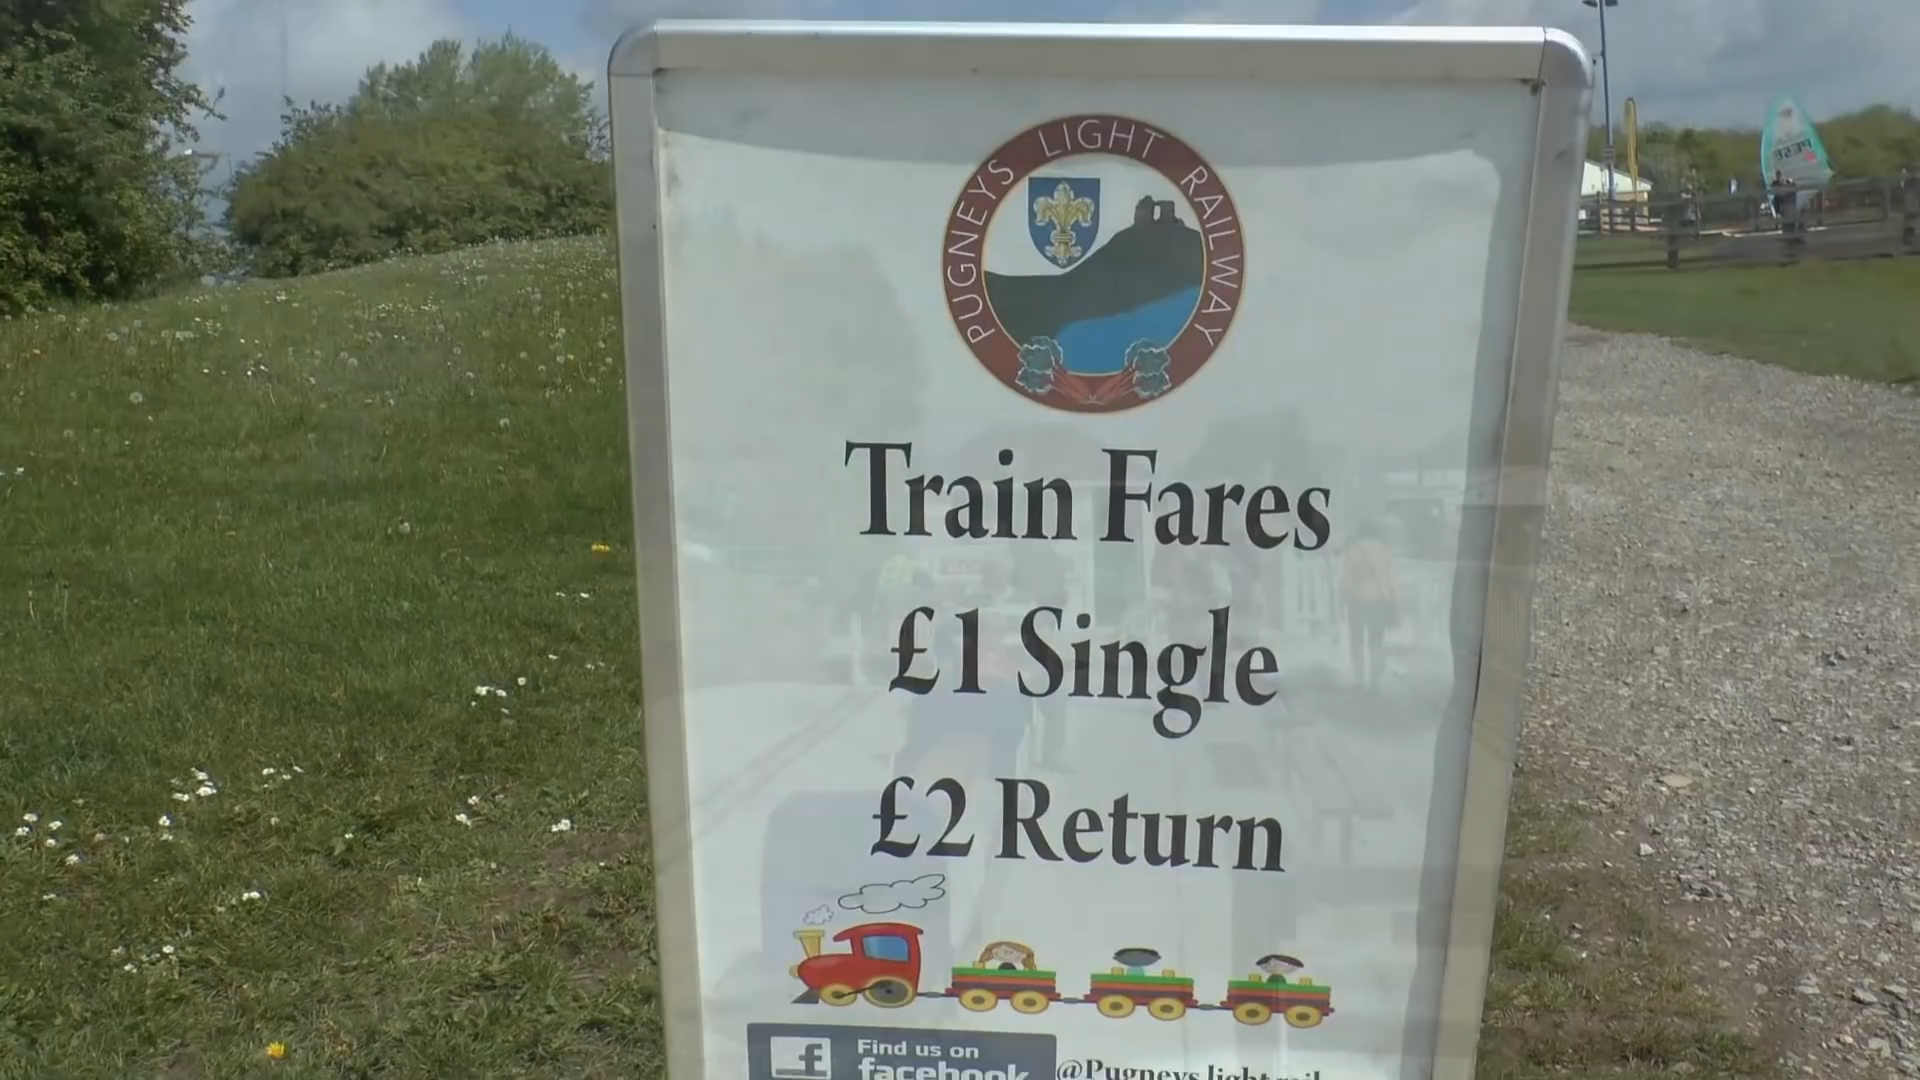 PUGNEYS LIGHT RAILWAY
Train Fares
£1 Single
£2 Return
f
Find us on
facebook
@Pugneys light rail